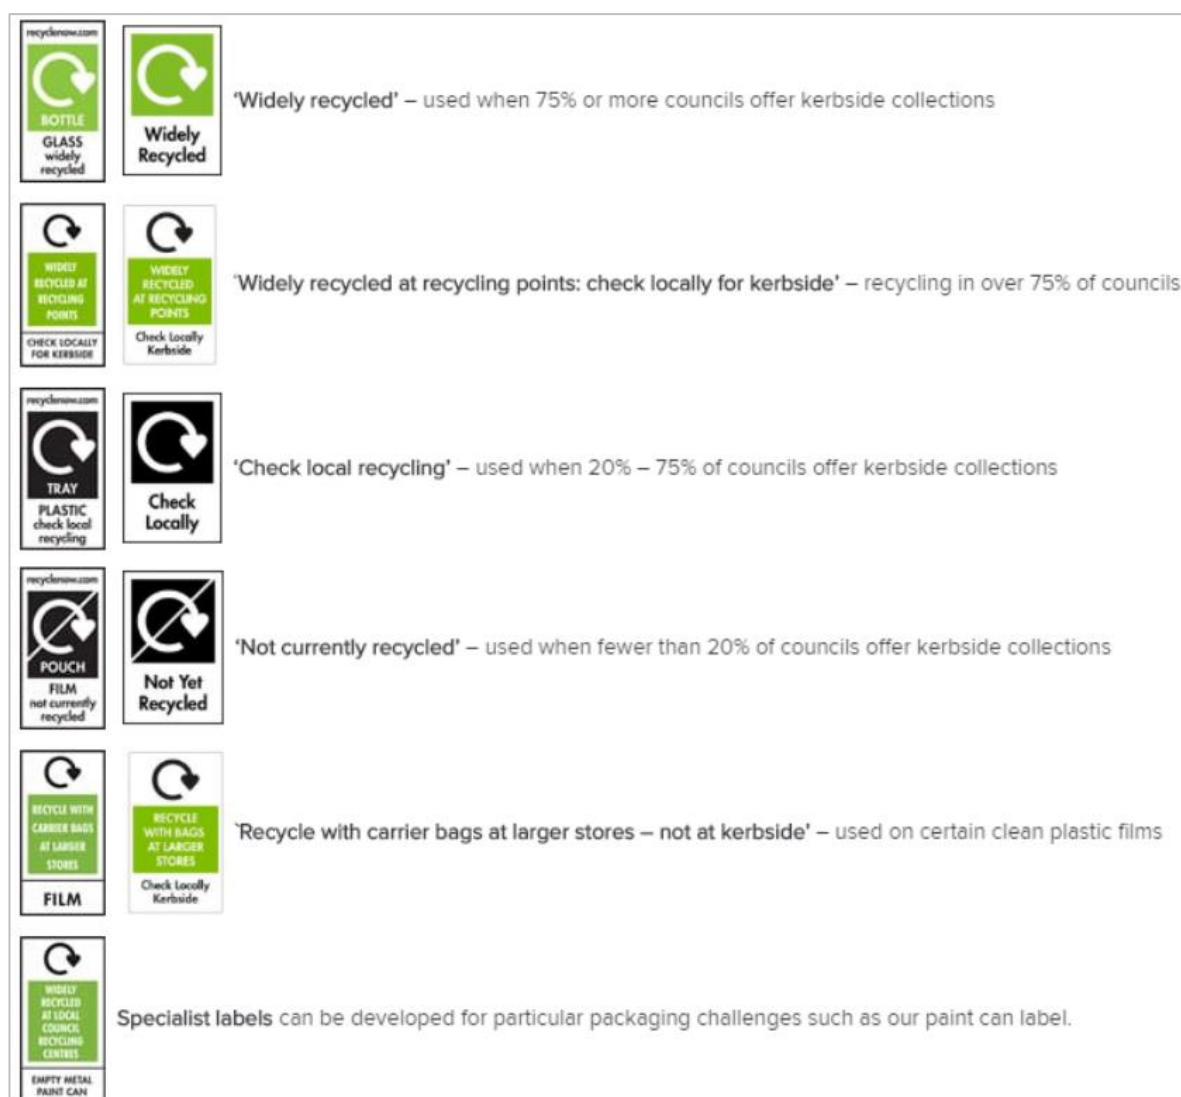 recyclenow.com
BOTTLE
GLASS
widely
recycled
Widely
Recycled
‘Widely recycled’ – used when 75% or more councils offer kerbside collections
WIDELY
RECYCLED AT
RECYCLING
POINTS
CHECK LOCALLY
FOR KERBSIDE
WIDELY
RECYCLED
AT RECYCLING
POINTS
Check Locally
Kerbside
‘Widely recycled at recycling points: check locally for kerbside’ – recycling in over 75% of councils
recyclenow.com
TRAY
PLASTIC
check local
recycling
Check
Locally
‘Check local recycling’ – used when 20% – 75% of councils offer kerbside collections
recyclenow.com
POUCH
FILM
not currently
recycled
Not Yet
Recycled
‘Not currently recycled’ – used when fewer than 20% of councils offer kerbside collections
RECYCLE WITH
CARRIER BAGS
AT LARGER
STORES
FILM
RECYCLE
WITH BAGS
AT LARGER
STORES
Check Locally
Kerbside
`Recycle with carrier bags at larger stores – not at kerbside’ – used on certain clean plastic films
WIDELY
RECYCLED
AT LOCAL
COUNCIL
RECYCLING
CENTRES
EMPTY METAL
PAINT CAN
Specialist labels can be developed for particular packaging challenges such as our paint can label.